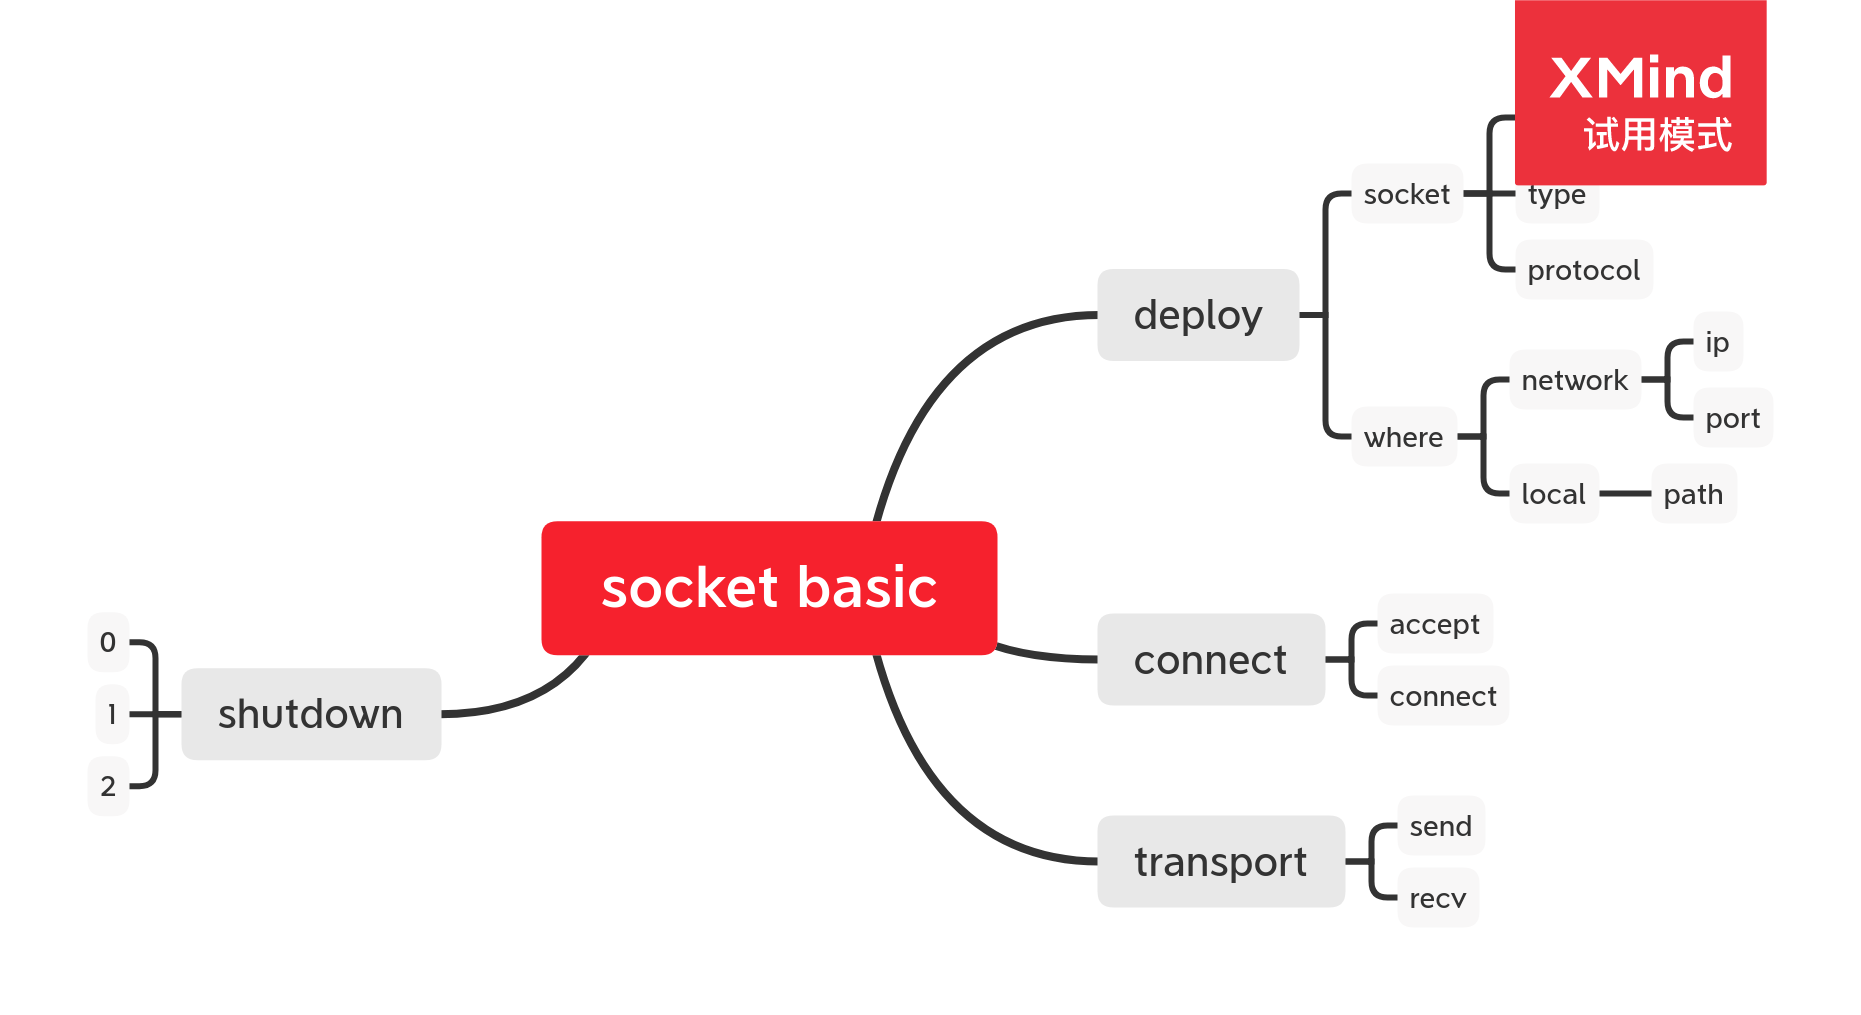 XMind
试用模式
socket
type
protocol
deploy
where
network
ip
port
local
path
socket basic
connect
accept
connect
transport
send
recv
shutdown
0
1
2